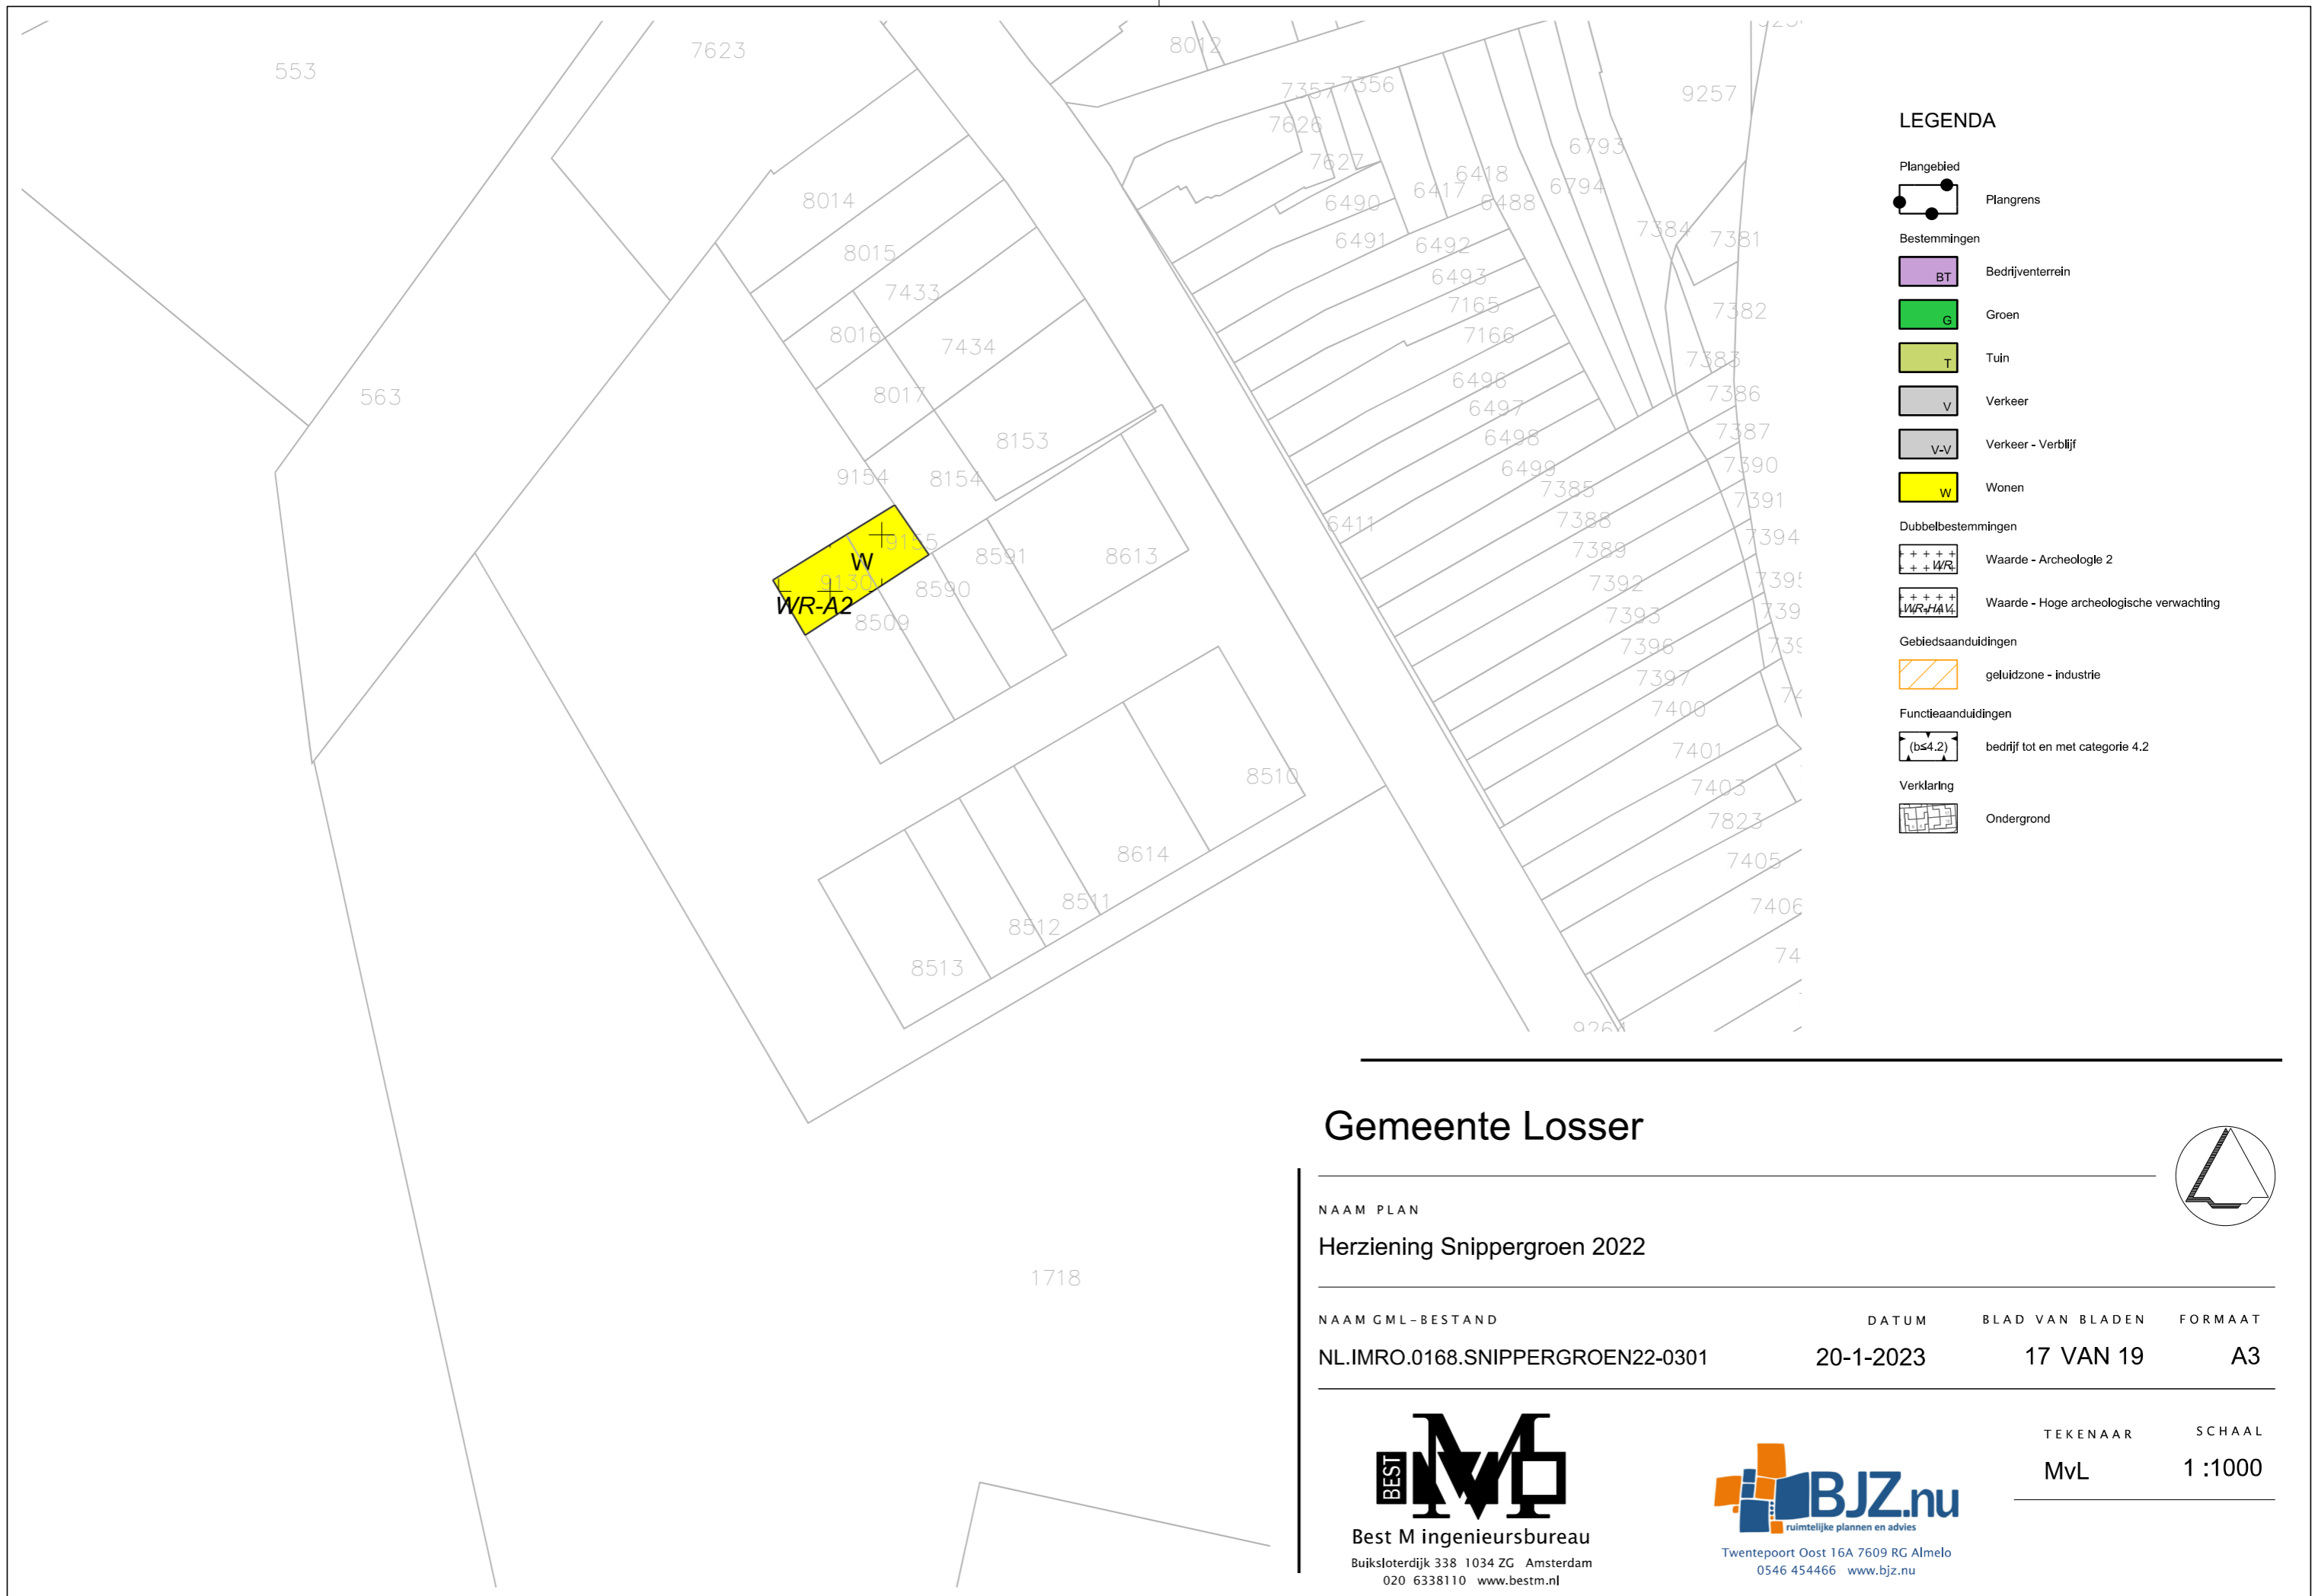 553
7623
8012
7357
7356
9257
7626
7627
6793
6418
6417
6794
6488
6490
8014
7384
7381
6491
6492
8015
6493
7433
7165
7382
8016
7166
7434
7383
6496
7386
8017
563
6497
7387
8153
6498
7390
9154
8154
6499
7385
7391
7388
6411
7394
9155
W
8591
8613
7389
9130
8590
7392
7395
WR-A2
8509
7393
7396
7397
7400
7401
8510
7403
7823
8614
7405
8511
7406
8512
8513
1718
LEGENDA
Plangebied
Plangrens
Bestemmingen
BT Bedrijventerrein
G Groen
T Tuin
V Verkeer
V-V Verkeer - Verblijf
W Wonen
Dubbelbestemmingen
WR Waarde - Archeologie 2
WR-HAV Waarde - Hoge archeologische verwachting
Gebiedsaanduidingen
geluidzone - industrie
Functieaanduidingen
(b≤4.2) bedrijf tot en met categorie 4.2
Verklaring
Ondergrond
Gemeente Losser
NAAM PLAN
Herziening Snippergroen 2022
NAAM GML-BESTAND DATUM BLAD VAN BLADEN FORMAAT
NL.IMRO.0168.SNIPPERGROEN22-0301 20-1-2023 17 VAN 19 A3
TEKENAAR SCHAAL
MvL 1 :1000
BEST M
Best M ingenieursbureau
Buiksloterdijk 338 1034 ZG Amsterdam
020 6338110 www.bestm.nl
BJZ.nu
ruimtelijke plannen en advies
Twentepoort Oost 16A 7609 RG Almelo
0546 454466 www.bjz.nu